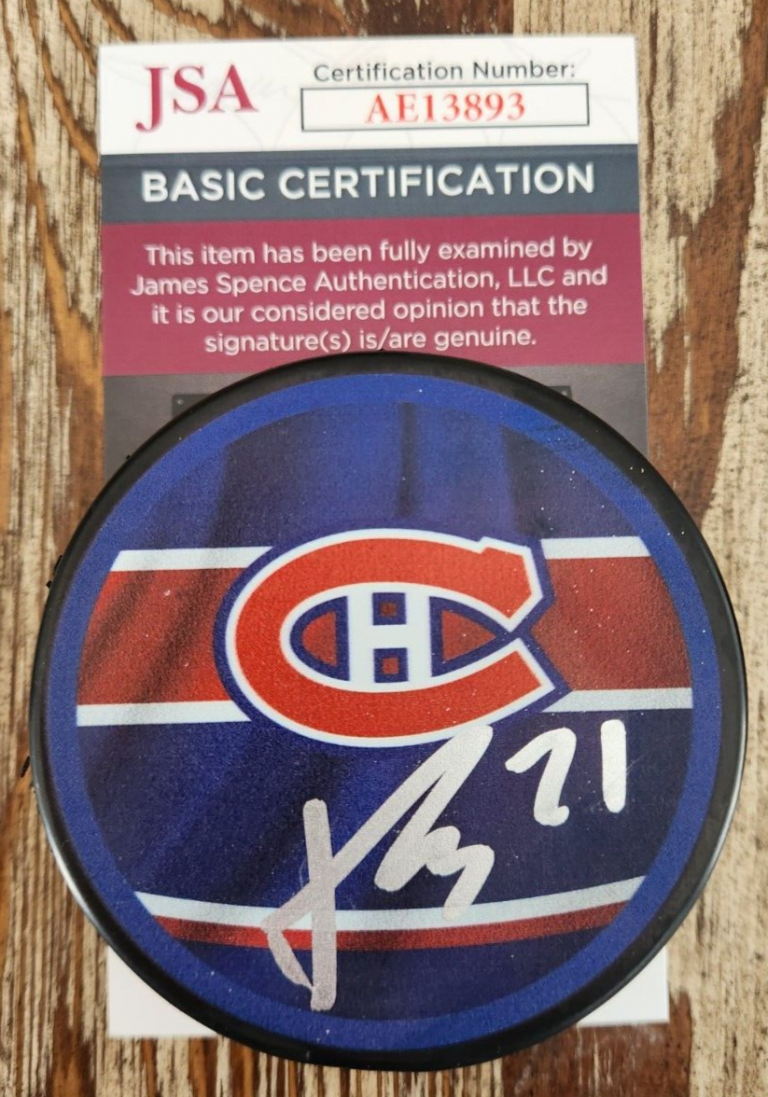 JSA
Certification Number:
AE13893
BASIC CERTIFICATION
This item has been fully examined by
James Spence Authentication, LLC and
it is our considered opinion that the
signature(s) is/are genuine.
CH
21